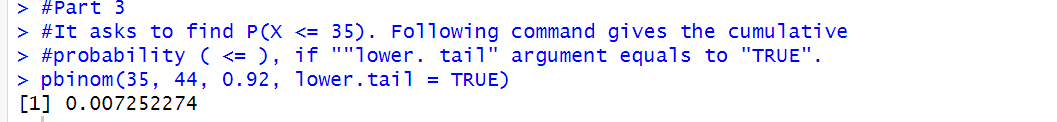 > #Part 3
> #It asks to find P(X <= 35). Following command gives the cumulative
> #probability ( <= ), if ""lower. tail" argument equals to "TRUE".
> pbinom(35, 44, 0.92, lower.tail = TRUE)
[1] 0.007252274